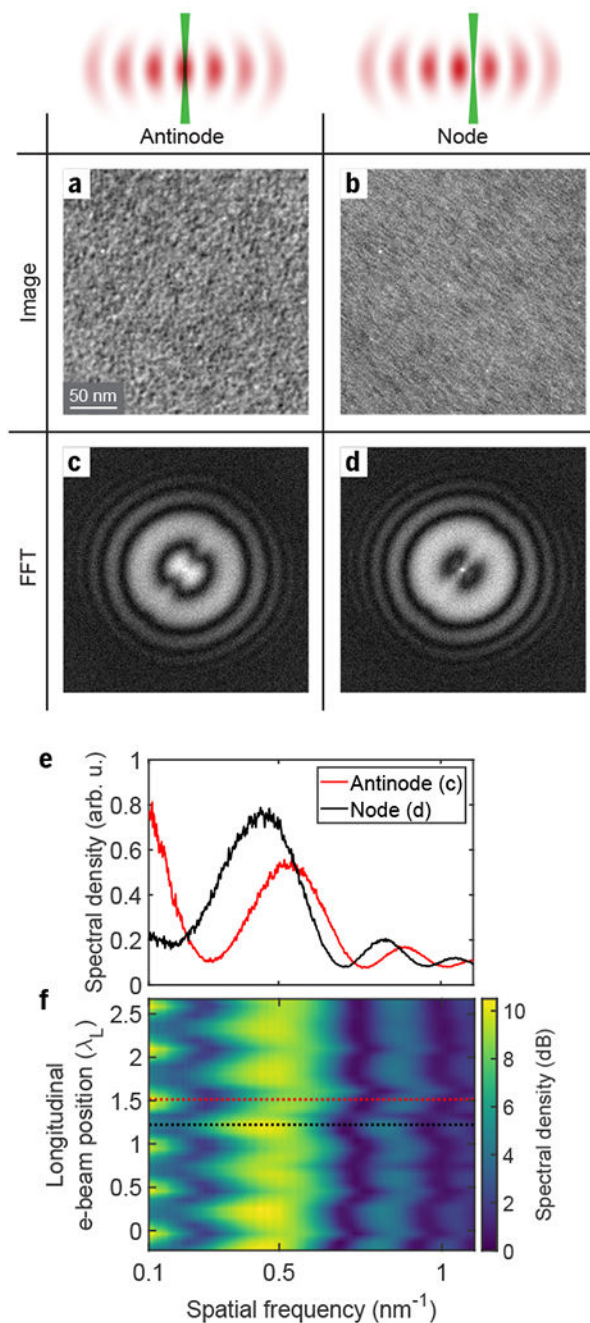 Antinode
Node
Image
a
b
50 nm
FFT
c
d
e
Spectral density (arb. u.)
1
0.8
0.6
0.4
0.2
0
Antinode (c)
Node (d)
f
Longitudinal
e-beam position (λL)
2.5
2
1.5
1
0.5
0
10
8
6
4
2
0
Spectral density (dB)
0.1
0.5
1
Spatial frequency (nm⁻¹)